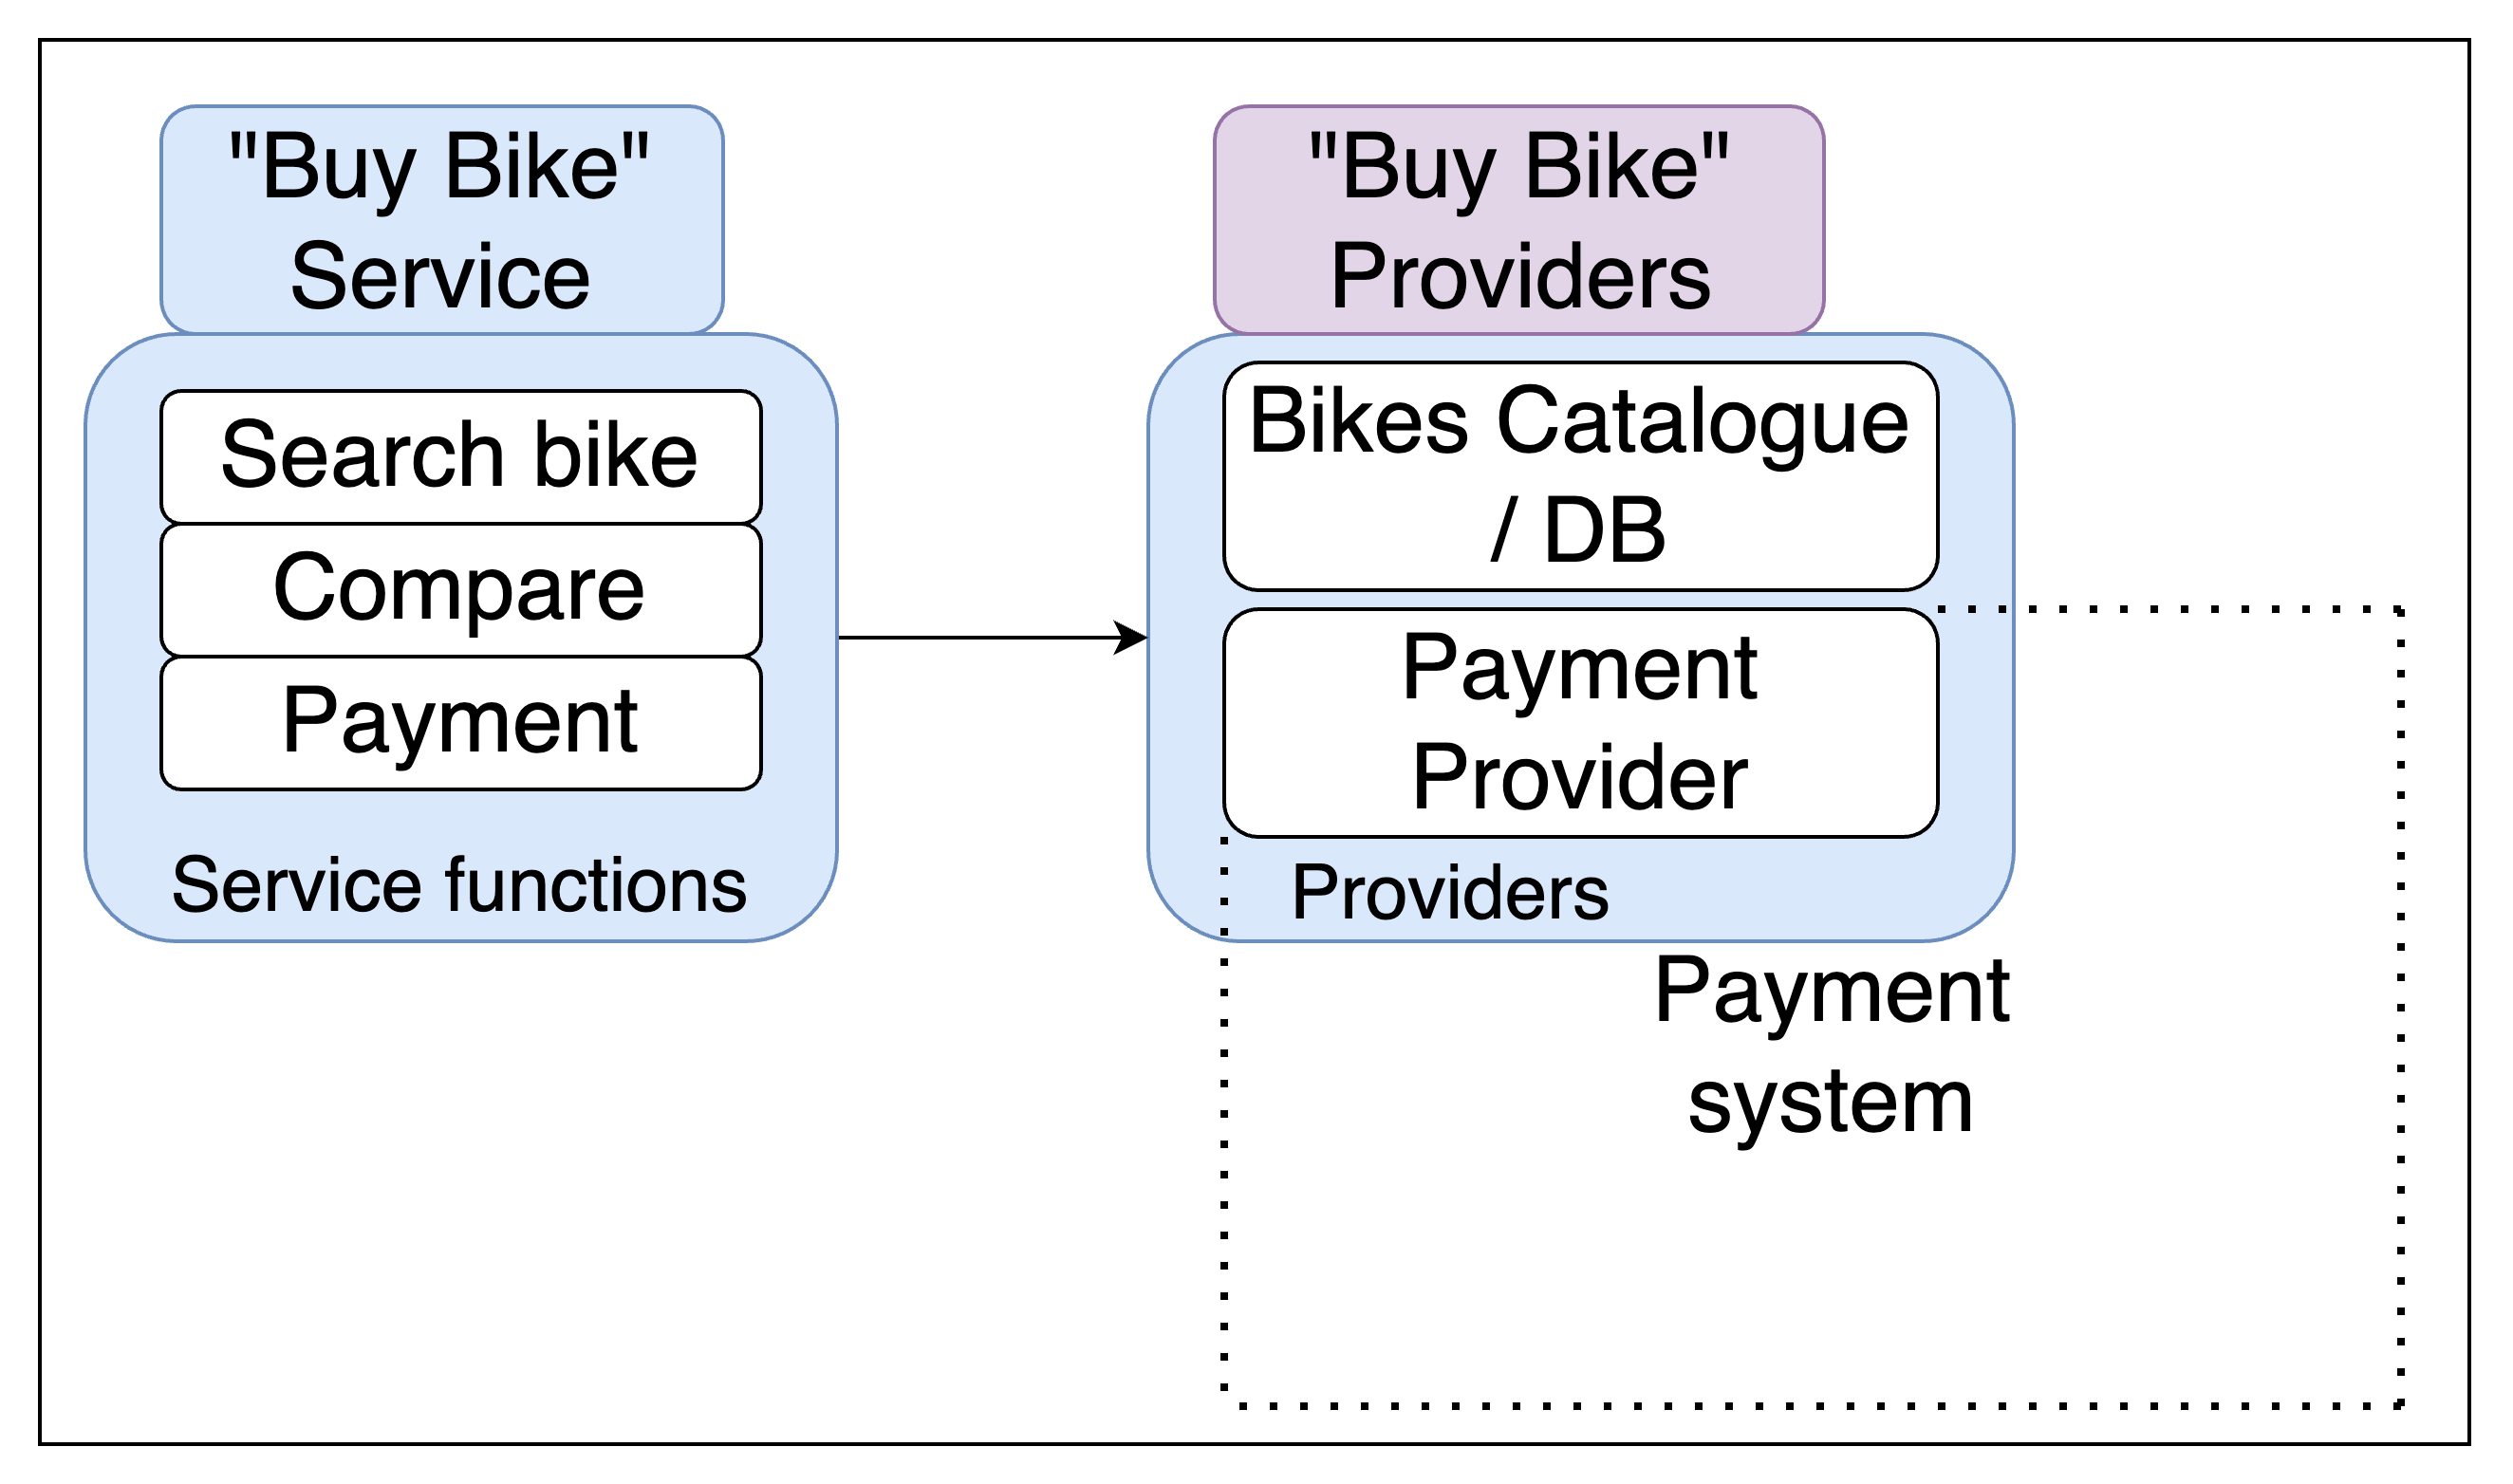 "Buy Bike"
Service
Search bike
Compare
Payment
Service functions
"Buy Bike"
Providers
Bikes Catalogue
/ DB
Payment
Provider
Providers
Payment
system